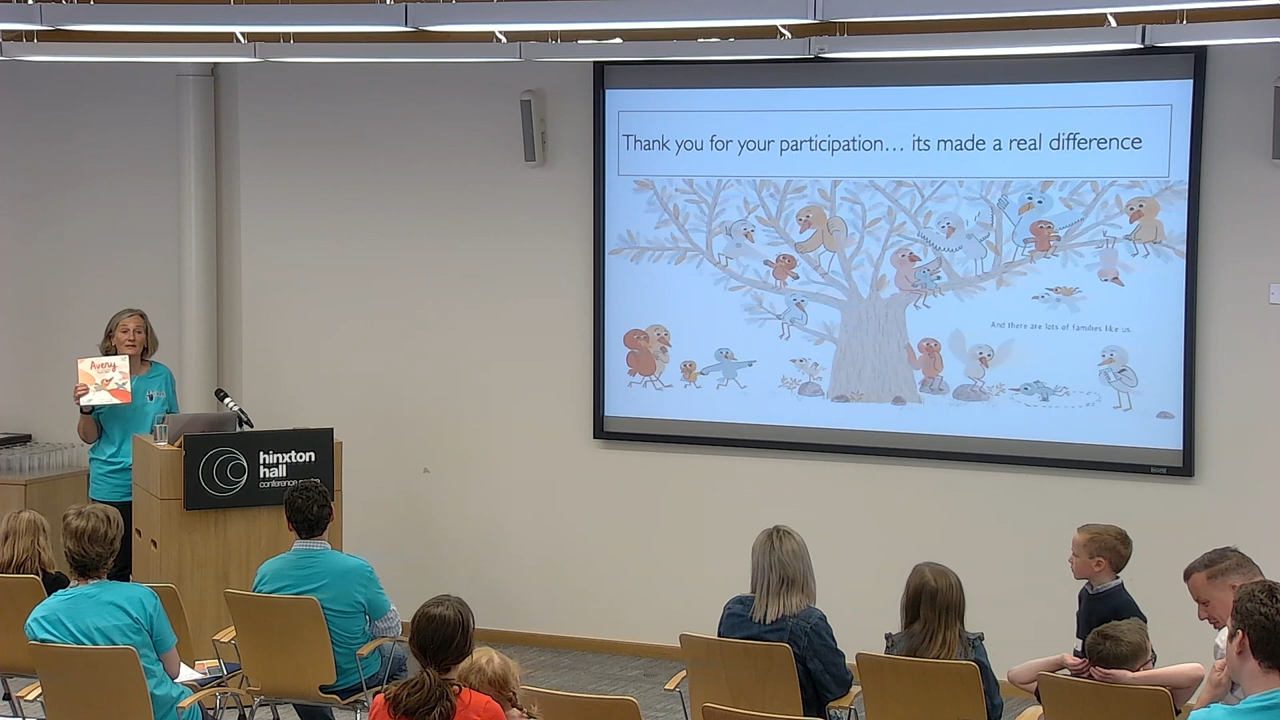 Thank you for your participation... its made a real difference
And there are lots of families like us.
Avery
hinxton
hall
conference centre